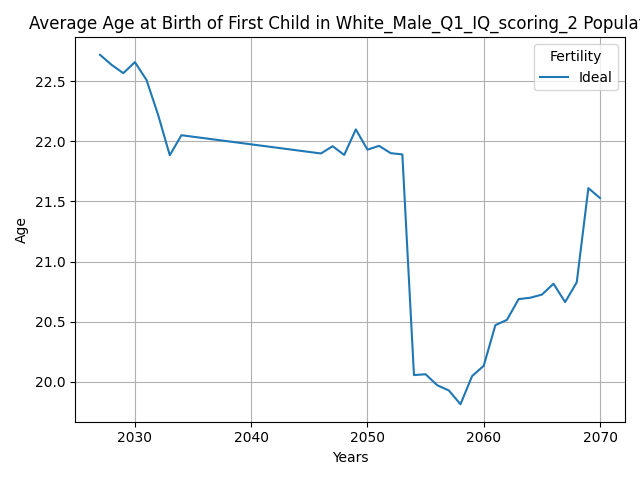 Average Age at Birth of First Child in White_Male_Q1_IQ_scoring_2 Popula
Fertility
Ideal
22.5
22.0
21.5
21.0
20.5
20.0
Age
2030 2040 2050 2060 2070
Years